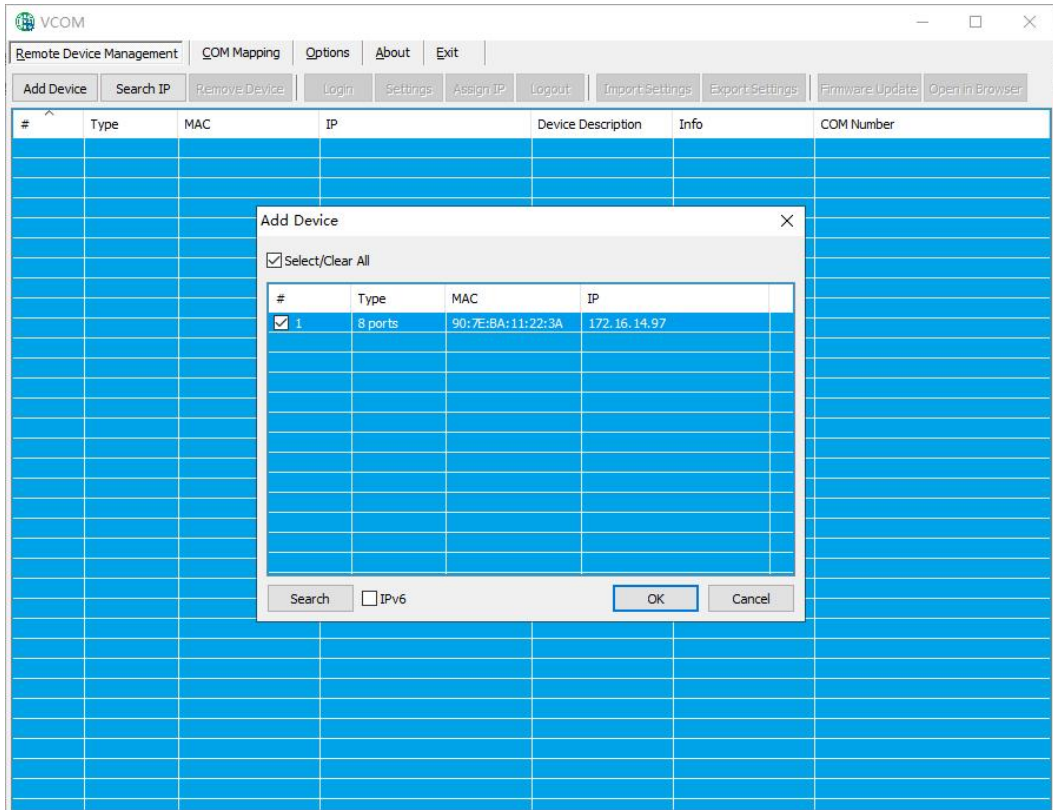 VCOM
Remote Device Management COM Mapping Options About Exit
Add Device Search IP Remove Device Login Settings Assign IP Logout Import Settings Export Settings Firmware Update Open in Browser
# Type MAC IP Device Description Info COM Number
Add Device
Select/Clear All
# Type MAC IP
1 8 ports 90:7E:BA:11:22:3A 172.16.14.97
Search IPv6 OK Cancel